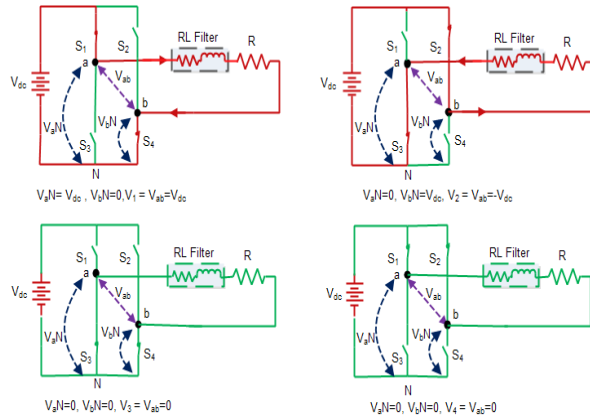 RL Filter R
S1 S2
a
Vdc Vab
b
VaN VbN
S3 S4
N
VaN= Vdc , VbN=0,V1 = Vab=Vdc
RL Filter R
S1 S2
a
Vdc Vab
b
VaN VbN
S3 S4
N
VaN=0, VbN=Vdc, V2 = Vab=-Vdc
RL Filter R
S1 S2
a
Vdc Vab
b
VaN VbN
S3 S4
N
VaN=0, VbN=0, V3 = Vab=0
RL Filter R
S1 S2
a
Vdc Vab
b
VaN VbN
S3 S4
N
VaN=0, VbN=0, V4 = Vab=0